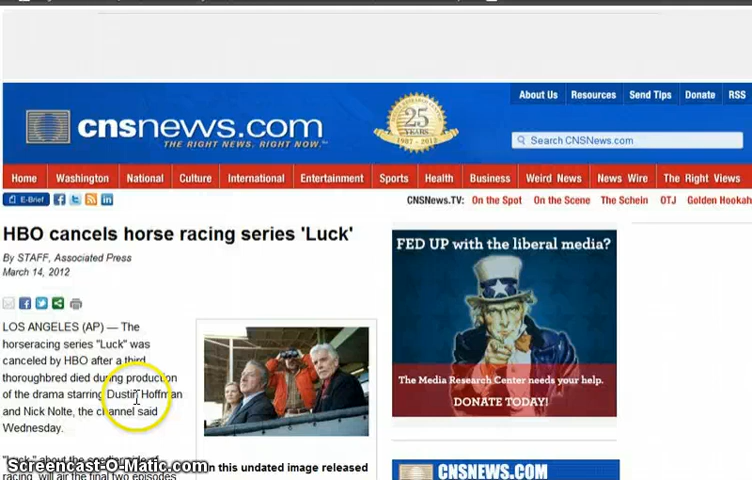 About Us Resources Send Tips Donate RSS
cnsnews.com
THE RIGHT NEWS. RIGHT NOW.
25
YEARS
1987 - 2012
Search CNSNews.com
Home Washington National Culture International Entertainment Sports Health Business Weird News News Wire The Right Views
E-Brief
CNSNews.TV: On the Spot On the Scene The Schein OTJ Golden Hookah
HBO cancels horse racing series 'Luck'
By STAFF, Associated Press
March 14, 2012
LOS ANGELES (AP) — The
horseracing series "Luck" was
canceled by HBO after a third
thoroughbred died during production
of the drama starring Dustin Hoffman
and Nick Nolte, the channel said
Wednesday.
racing, will air the final two episodes
In this undated image released
FED UP with the liberal media?
The Media Research Center needs your help.
DONATE TODAY!
CNSNEWS.COM
Screencast-O-Matic.com